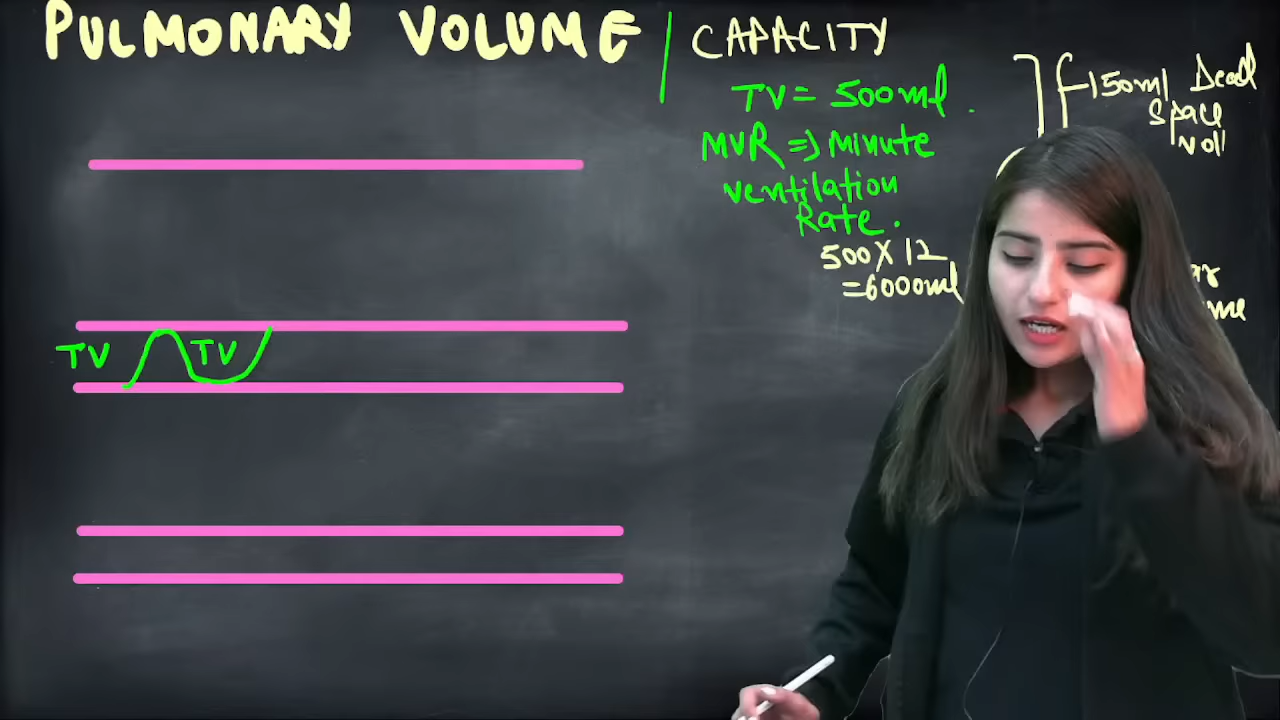 PULMONARY VOLUME | CAPACITY
TV = 500ml.
MVR => Minute
ventilation
Rate.
500 X 12
=6000ml
150ml Dead
Space
vol
TV
TV